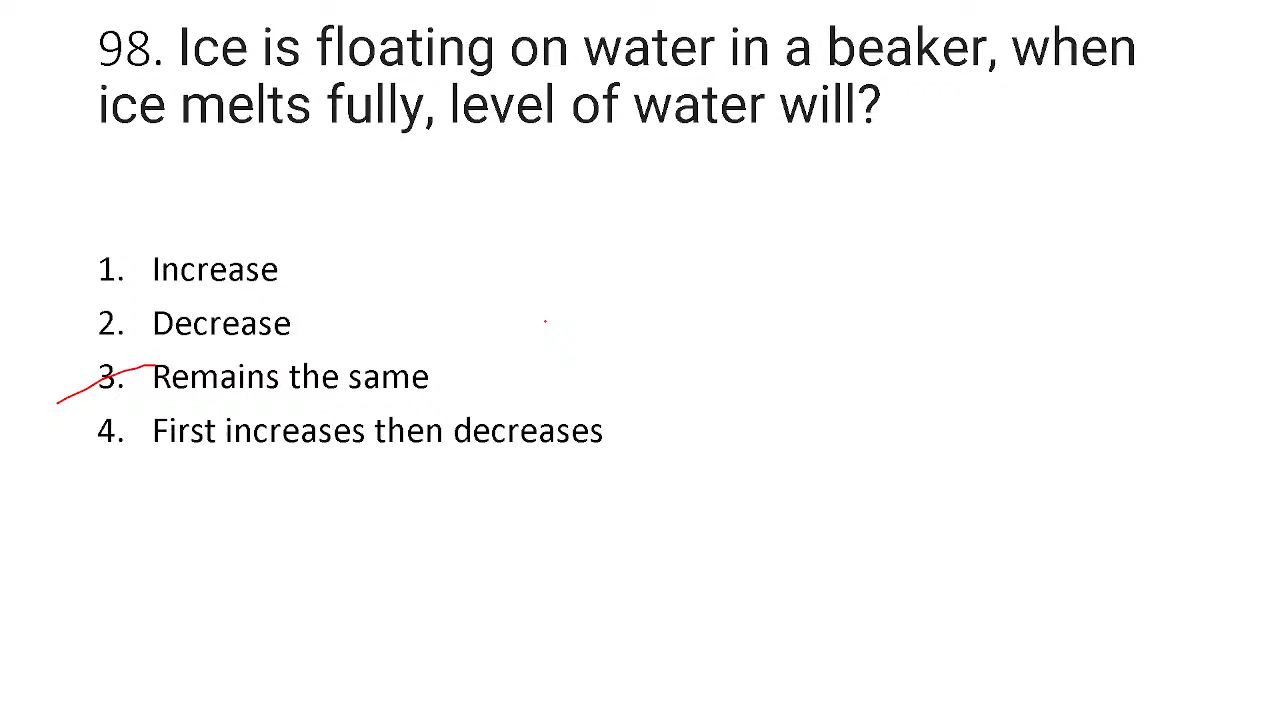 98. Ice is floating on water in a beaker, when
ice melts fully, level of water will?
1. Increase
2. Decrease
3. Remains the same
4. First increases then decreases